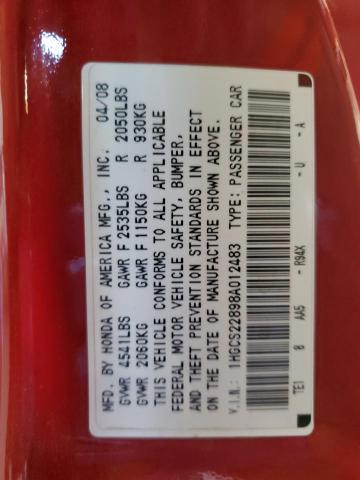 MFD. BY HONDA OF AMERICA MFG., INC. 04/08
GVWR 4541LBS GAWR F 2535LBS R 2050LBS
GVWR 2060KG GAWR F 1150KG R 930KG
THIS VEHICLE CONFORMS TO ALL APPLICABLE
FEDERAL MOTOR VEHICLE SAFETY, BUMPER,
AND THEFT PREVENTION STANDARDS IN EFFECT
ON THE DATE OF MANUFACTURE SHOWN ABOVE.
V.I.N.: 1HGCS22898A012483 TYPE: PASSENGER CAR
TE1 0 AA5 - R94X - U - A